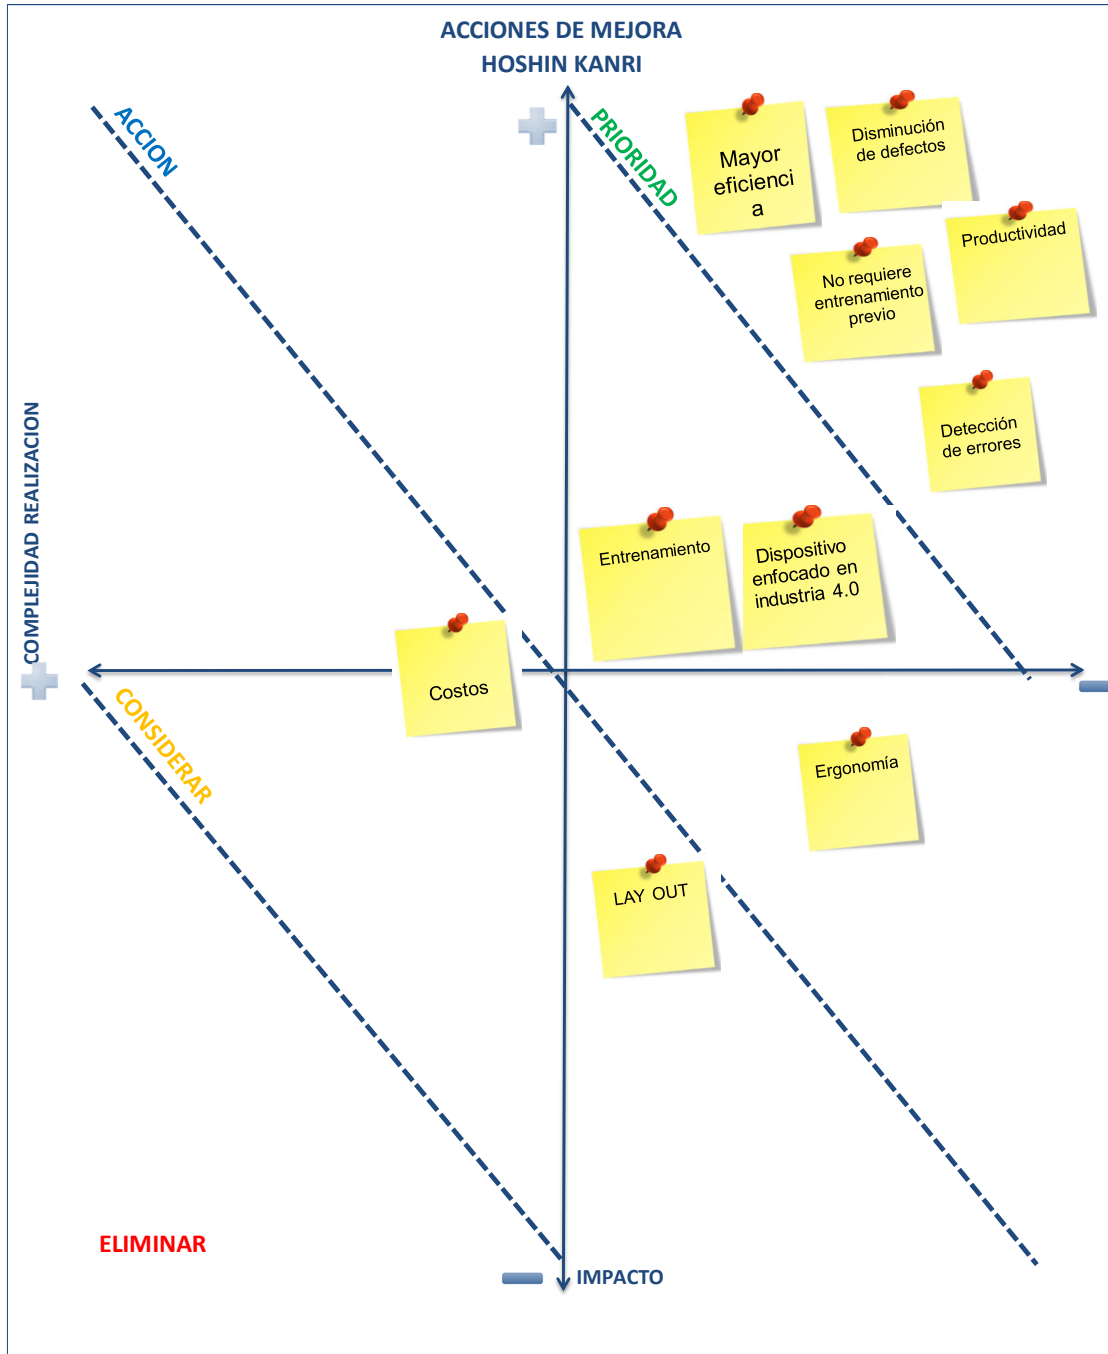 ACCIONES DE MEJORA
HOSHIN KANRI
ACCION
PRIORIDAD
Mayor
eficienci
a
Disminución
de defectos
Productividad
No requiere
entrenamiento
previo
Detección
de errores
COMPLEJIDAD REALIZACION
Entrenamiento
Dispositivo
enfocado en
industria 4.0
Costos
CONSIDERAR
Ergonomía
LAY OUT
ELIMINAR
IMPACTO